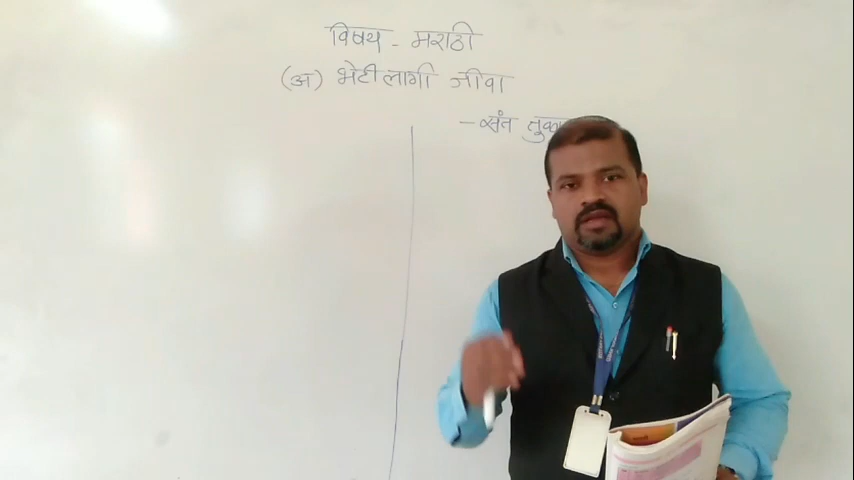 विषय - मराठी
(अ) भेटीलागी जीवा
- संत